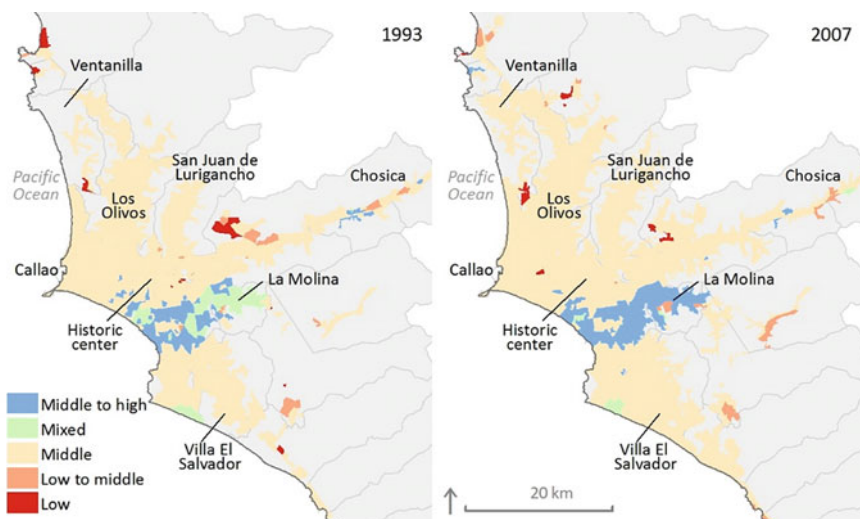 1993
Ventanilla
San Juan de
Lurigancho
Chosica
Pacific
Ocean
Los
Olivos
Callao
La Molina
Historic
center
Villa El
Salvador
Middle to high
Mixed
Middle
Low to middle
Low
2007
Ventanilla
San Juan de
Lurigancho
Chosica
Pacific
Ocean
Los
Olivos
Callao
La Molina
Historic
center
Villa El
Salvador
20 km